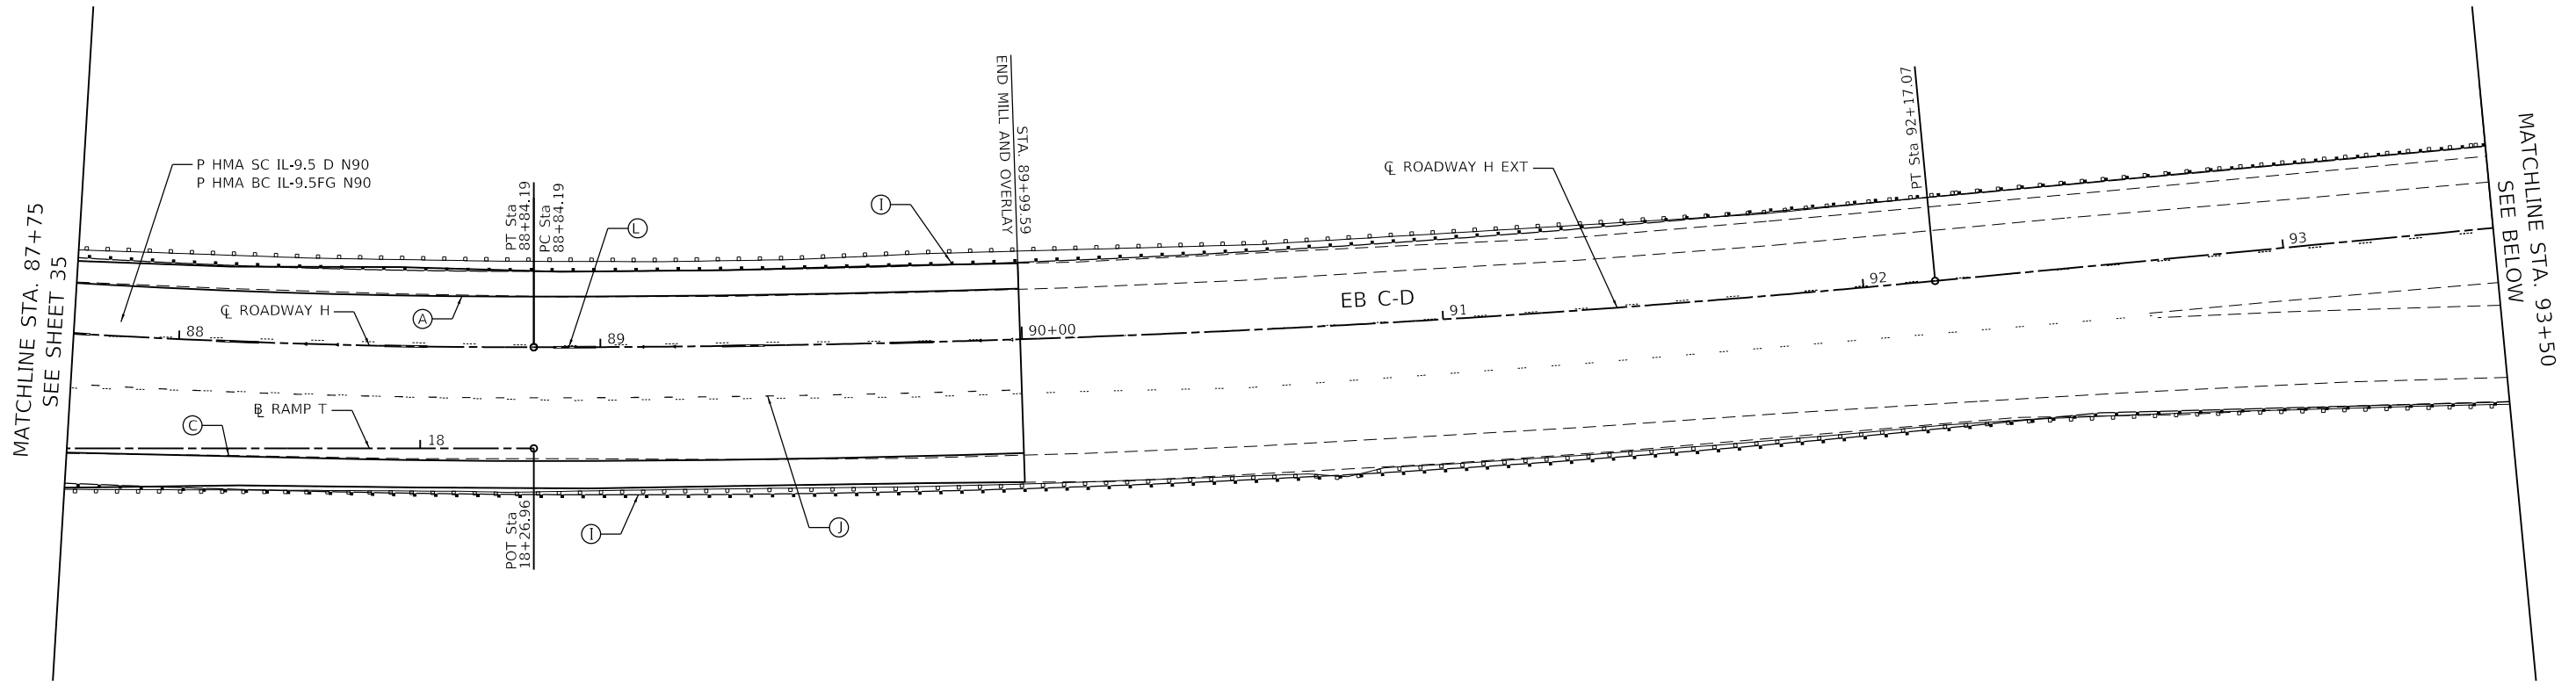 MATCHLINE STA. 87+75
SEE SHEET 35
P HMA SC IL-9.5 D N90
P HMA BC IL-9.5FG N90
℄ ROADWAY H
88
A
PT Sta
88+84.19
PC Sta
88+84.19
L
89
I
END MILL AND OVERLAY
STA. 89+99.59
90+00
℄ ROADWAY H EXT
EB C-D
91
92
PT Sta 92+17.07
93
MATCHLINE STA. 93+50
SEE BELOW
BL RAMP T
C
18
POT Sta
18+26.96
I
J